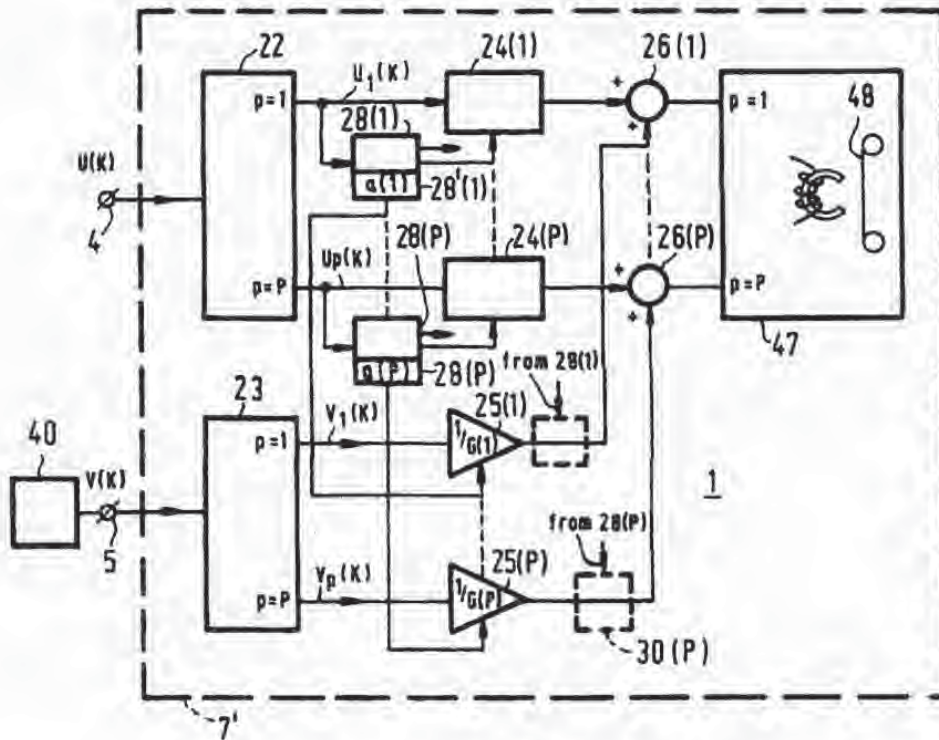 22
24(1)
26(1)
p=1
U₁(K)
+
+
p=1
48
28(1)
U(K)
a(1)
28'(1)
4
28(P)
24(P)
26(P)
p=P
Up(K)
+
+
p=P
47
g(P)
28(P)
from 28(1)
23
25(1)
40
p=1
V₁(K)
1/G(1)
V(K)
1
from 28(P)
5
25(P)
p=P
Vp(K)
1/G(P)
30(P)
7'